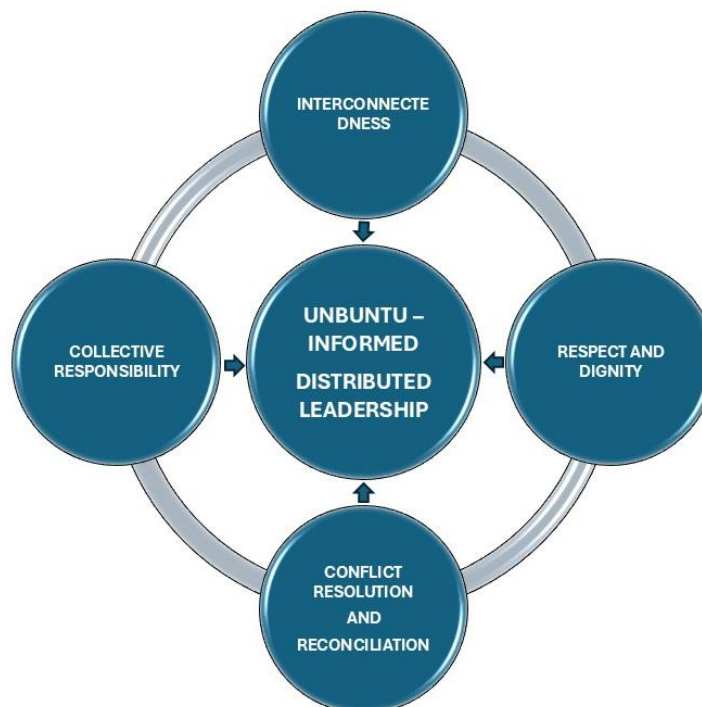 INTERCONNECTE
DNESS
COLLECTIVE
RESPONSIBILITY
UNBUNTU –
INFORMED
DISTRIBUTED
LEADERSHIP
RESPECT AND
DIGNITY
CONFLICT
RESOLUTION
AND
RECONCILIATION